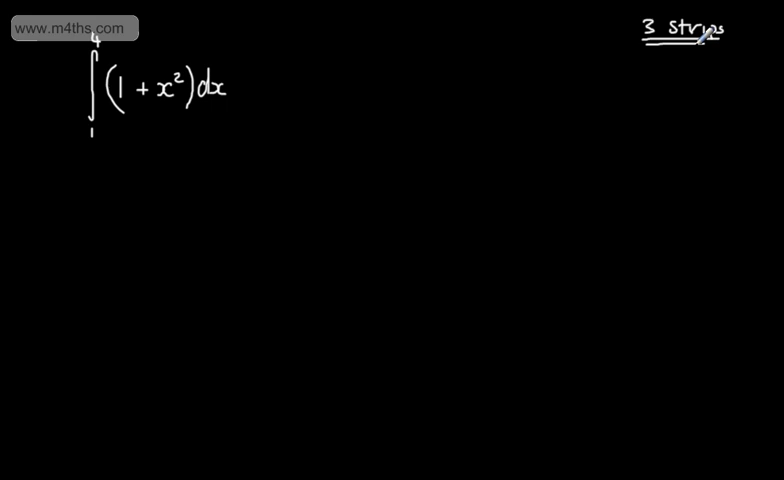 www.m4ths.com
3 strips
4
∫ (1 + x²) dx
1